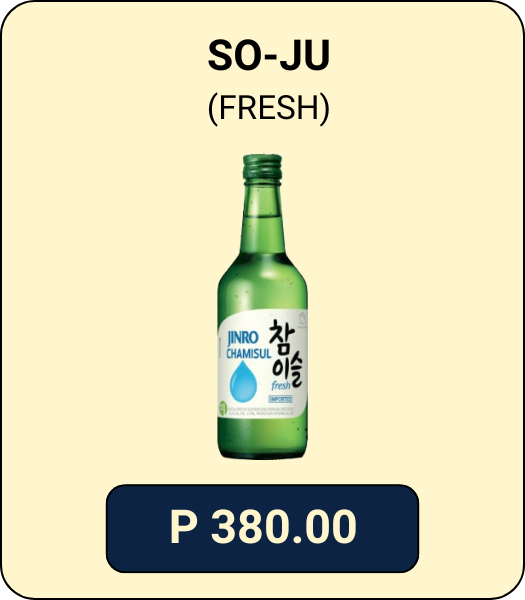 SO-JU
(FRESH)
JINRO
CHAMISUL
참
이슬
fresh
IMPORTED
P 380.00